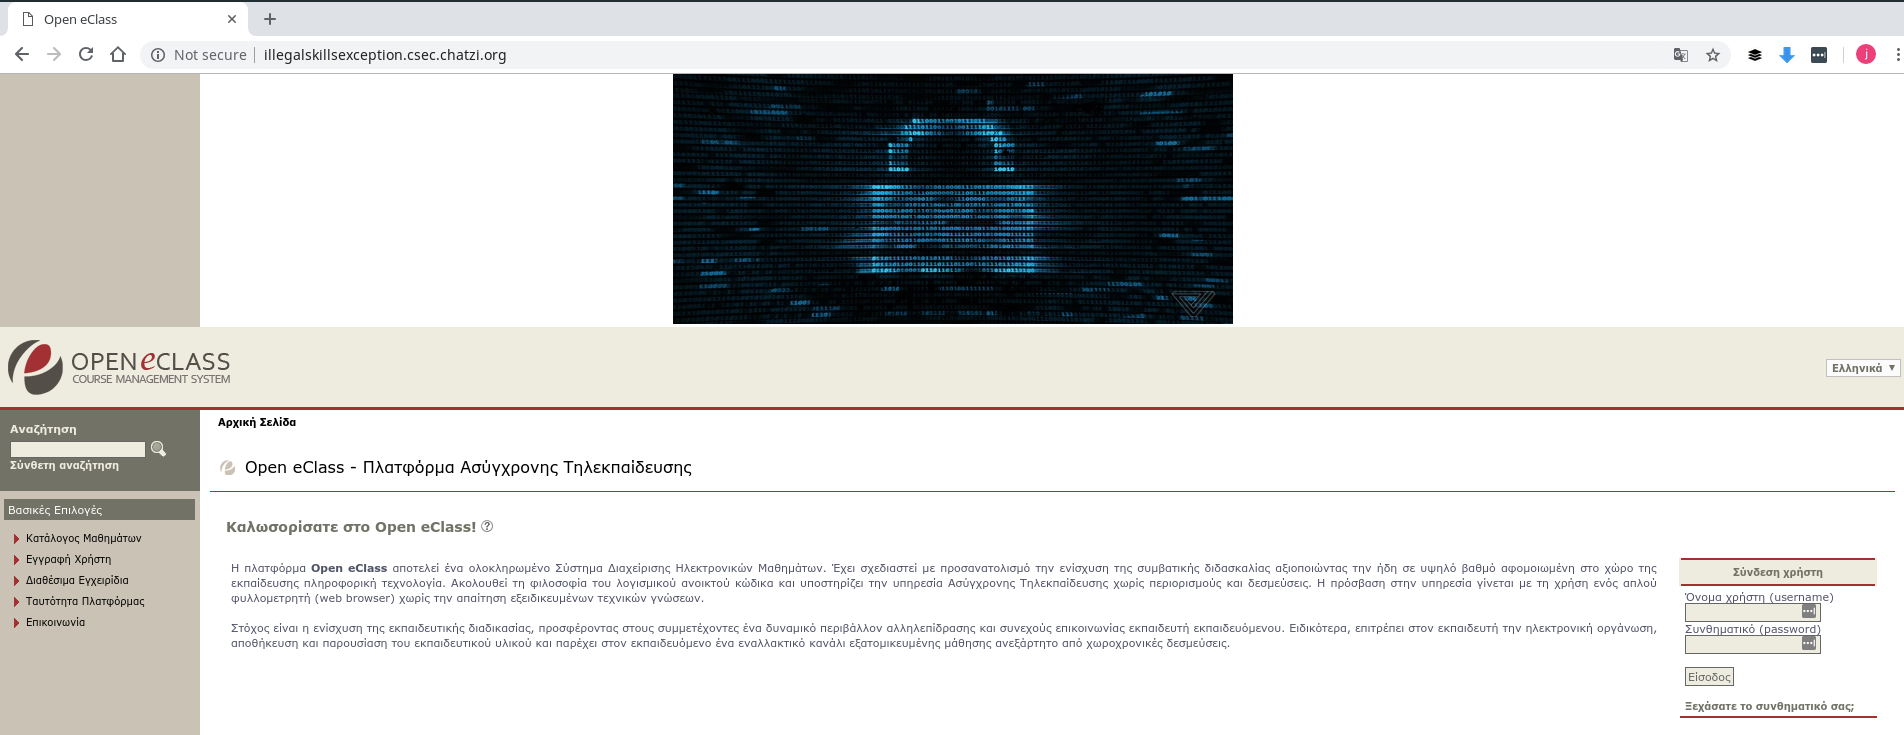 Open eClass
Not secure
illegalskillsexception.csec.chatzi.org
j
OPEN eCLASS
COURSE MANAGEMENT SYSTEM
Ελληνικά
Αναζήτηση
Σύνθετη αναζήτηση
Βασικές Επιλογές
Κατάλογος Μαθημάτων
Εγγραφή Χρήστη
Διαθέσιμα Εγχειρίδια
Ταυτότητα Πλατφόρμας
Επικοινωνία
Αρχική Σελίδα
Open eClass - Πλατφόρμα Ασύγχρονης Τηλεκπαίδευσης
Καλωσορίσατε στο Open eClass!
Η πλατφόρμα Open eClass αποτελεί ένα ολοκληρωμένο Σύστημα Διαχείρισης Ηλεκτρονικών Μαθημάτων. Έχει σχεδιαστεί με προσανατολισμό την ενίσχυση της συμβατικής διδασκαλίας αξιοποιώντας την ήδη σε υψηλό βαθμό αφομοιωμένη στο χώρο της
εκπαίδευσης πληροφορική τεχνολογία. Ακολουθεί τη φιλοσοφία του λογισμικού ανοικτού κώδικα και υποστηρίζει την υπηρεσία Ασύγχρονης Τηλεκπαίδευσης χωρίς περιορισμούς και δεσμεύσεις. Η πρόσβαση στην υπηρεσία γίνεται με τη χρήση ενός απλού
φυλλομετρητή (web browser) χωρίς την απαίτηση εξειδικευμένων τεχνικών γνώσεων.
Στόχος είναι η ενίσχυση της εκπαιδευτικής διαδικασίας, προσφέροντας στους συμμετέχοντες ένα δυναμικό περιβάλλον αλληλεπίδρασης και συνεχούς επικοινωνίας εκπαιδευτή εκπαιδευόμενου. Ειδικότερα, επιτρέπει στον εκπαιδευτή την ηλεκτρονική οργάνωση,
αποθήκευση και παρουσίαση του εκπαιδευτικού υλικού και παρέχει στον εκπαιδευόμενο ένα εναλλακτικό κανάλι εξατομικευμένης μάθησης ανεξάρτητο από χωροχρονικές δεσμεύσεις.
Σύνδεση χρήστη
Όνομα χρήστη (username)
Συνθηματικό (password)
Είσοδος
Ξεχάσατε το συνθηματικό σας;